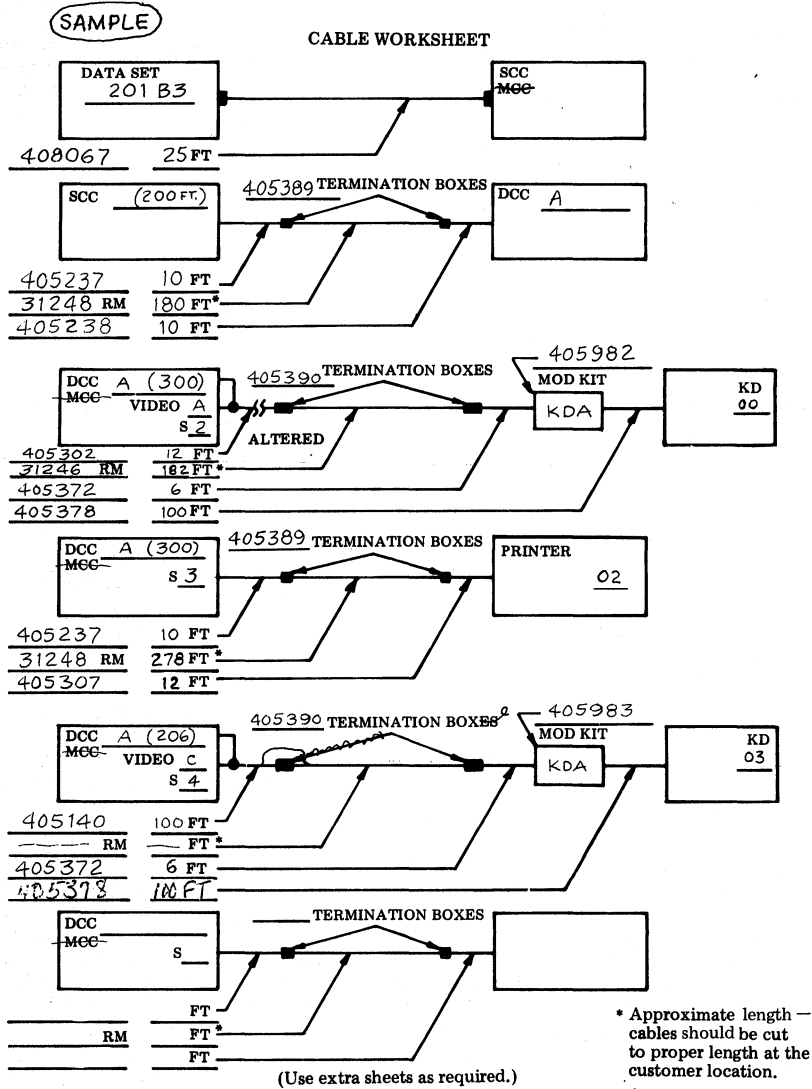 SAMPLE
CABLE WORKSHEET
DATA SET
201 B3
SCC
MCC
408067 25 FT
SCC (200 FT.)
405389 TERMINATION BOXES
DCC A
405237 10 FT
31248 RM 180 FT*
405238 10 FT
DCC A (300)
MCC
VIDEO A
S 2
405390 TERMINATION BOXES
ALTERED
405982
MOD KIT
KDA
KD
00
405302 12 FT
31246 RM 182 FT*
405372 6 FT
405378 100 FT
DCC A (300)
MCC
S 3
405389 TERMINATION BOXES
PRINTER
02
405237 10 FT
31248 RM 278 FT*
405307 12 FT
DCC A (206)
MCC
VIDEO C
S 4
405390 TERMINATION BOXES
405983
MOD KIT
KDA
KD
03
405140 100 FT
— RM — FT*
405372 6 FT
405378 100 FT
DCC
MCC
S
TERMINATION BOXES
FT
RM FT*
FT
* Approximate length —
cables should be cut
to proper length at the
customer location.
(Use extra sheets as required.)